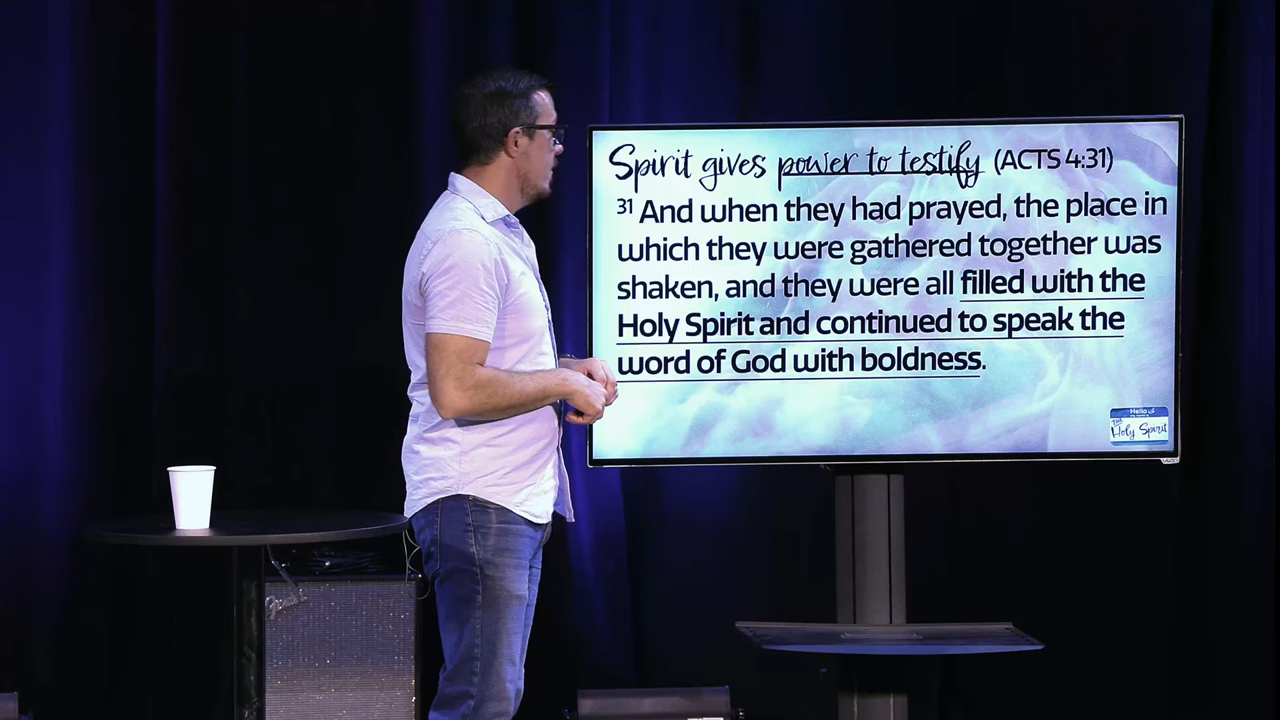 Spirit gives power to testify (ACTS 4:31)
31 And when they had prayed, the place in
which they were gathered together was
shaken, and they were all filled with the
Holy Spirit and continued to speak the
word of God with boldness.
Hello
The
Holy Spirit
Fender